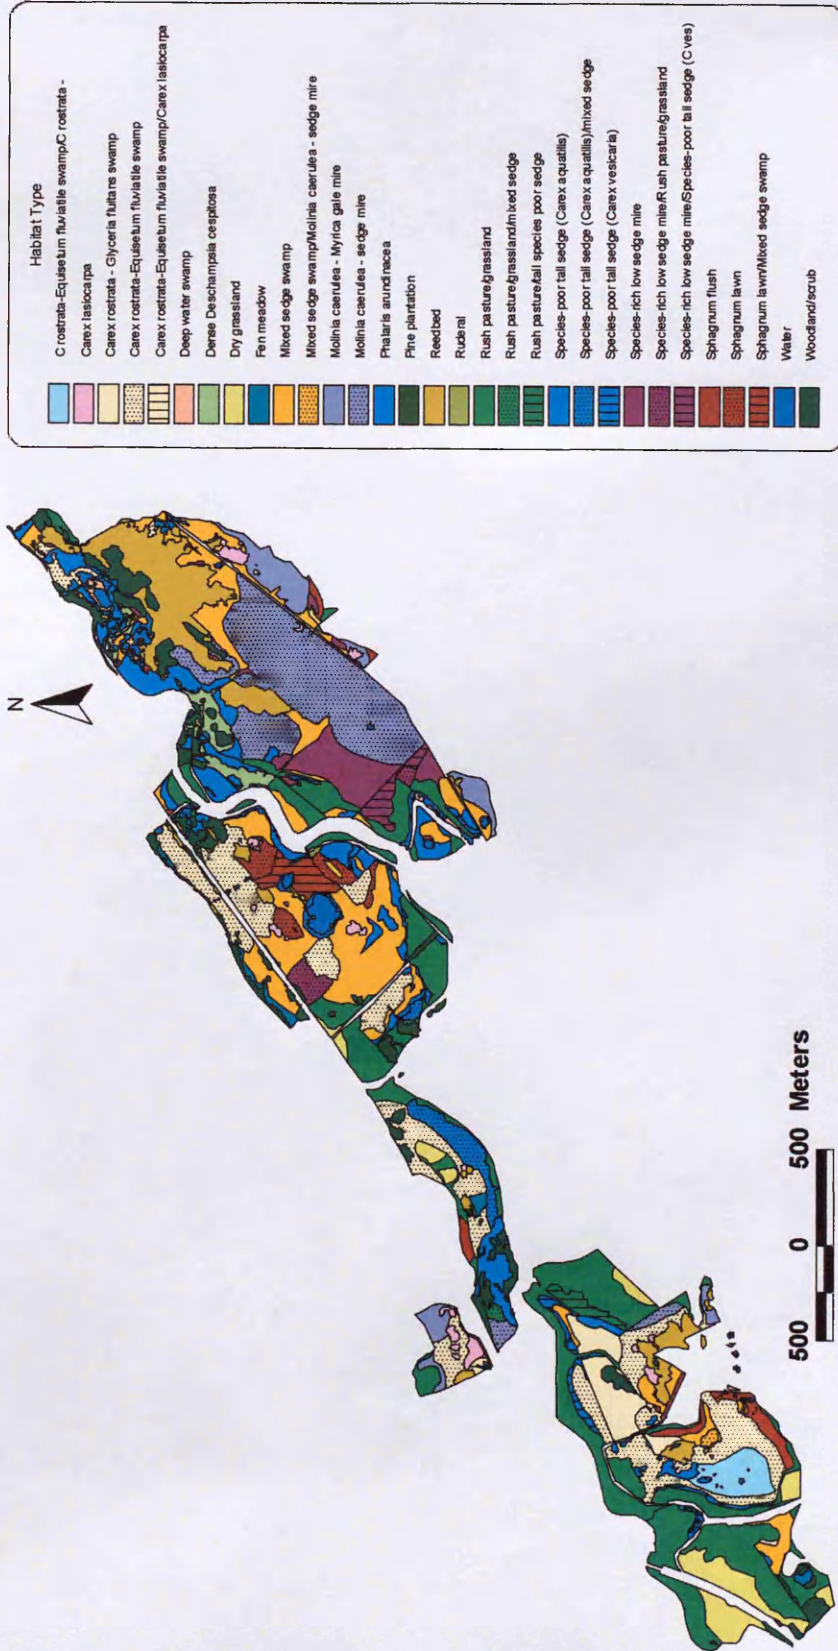 Habitat Type
C rostrata-Equisetum fluviatile swamp/C rostrata -
Carex lasiocarpa
Carex rostrata - Glyceria fluitans swamp
Carex rostrata-Equisetum fluviatile swamp
Carex rostrata-Equisetum fluviatile swamp/Carex lasiocarpa
Deep water swamp
Dense Deschampsia cespitosa
Dry grassland
Fen meadow
Mixed sedge swamp
Mixed sedge swamp/Molinia caerulea - sedge mire
Molinia caerulea - Myrica gale mire
Molinia caerulea - sedge mire
Phalaris arundinacea
Pine plantation
Reedbed
Ruderal
Rush pasture/grassland
Rush pasture/grassland/mixed sedge
Rush pasture/tall species poor sedge
Species-poor tall sedge (Carex aquatilis)
Species-poor tall sedge (Carex aquatilis)/mixed sedge
Species-poor tall sedge (Carex vesicaria)
Species-rich low sedge mire
Species-rich low sedge mire/Rush pasture/grassland
Species-rich low sedge mire/Species-poor tall sedge (C ves)
Sphagnum flush
Sphagnum lawn
Sphagnum lawn/Mixed sedge swamp
Water
Woodland/scrub
N
500 0 500 Meters